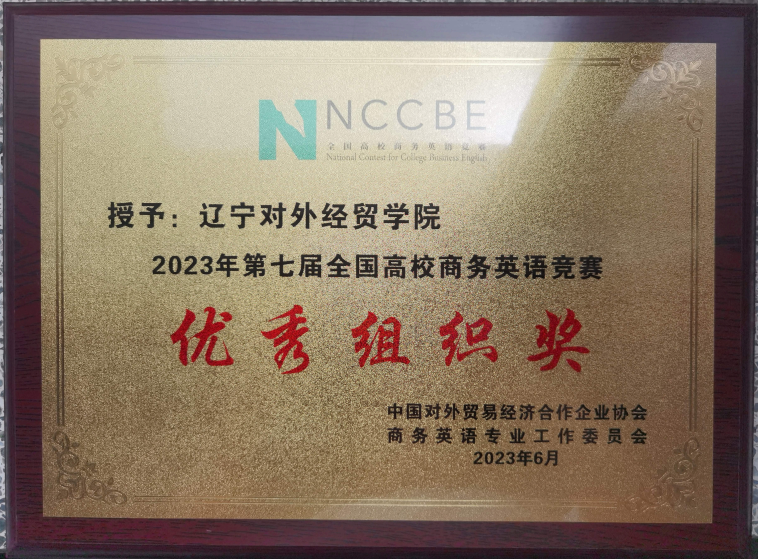 NCCBE
全国高校商务英语竞赛
National Contest for College Business English
授予：辽宁对外经贸学院
2023年第七届全国高校商务英语竞赛
优秀组织奖
中国对外贸易经济合作企业协会
商务英语专业工作委员会
2023年6月